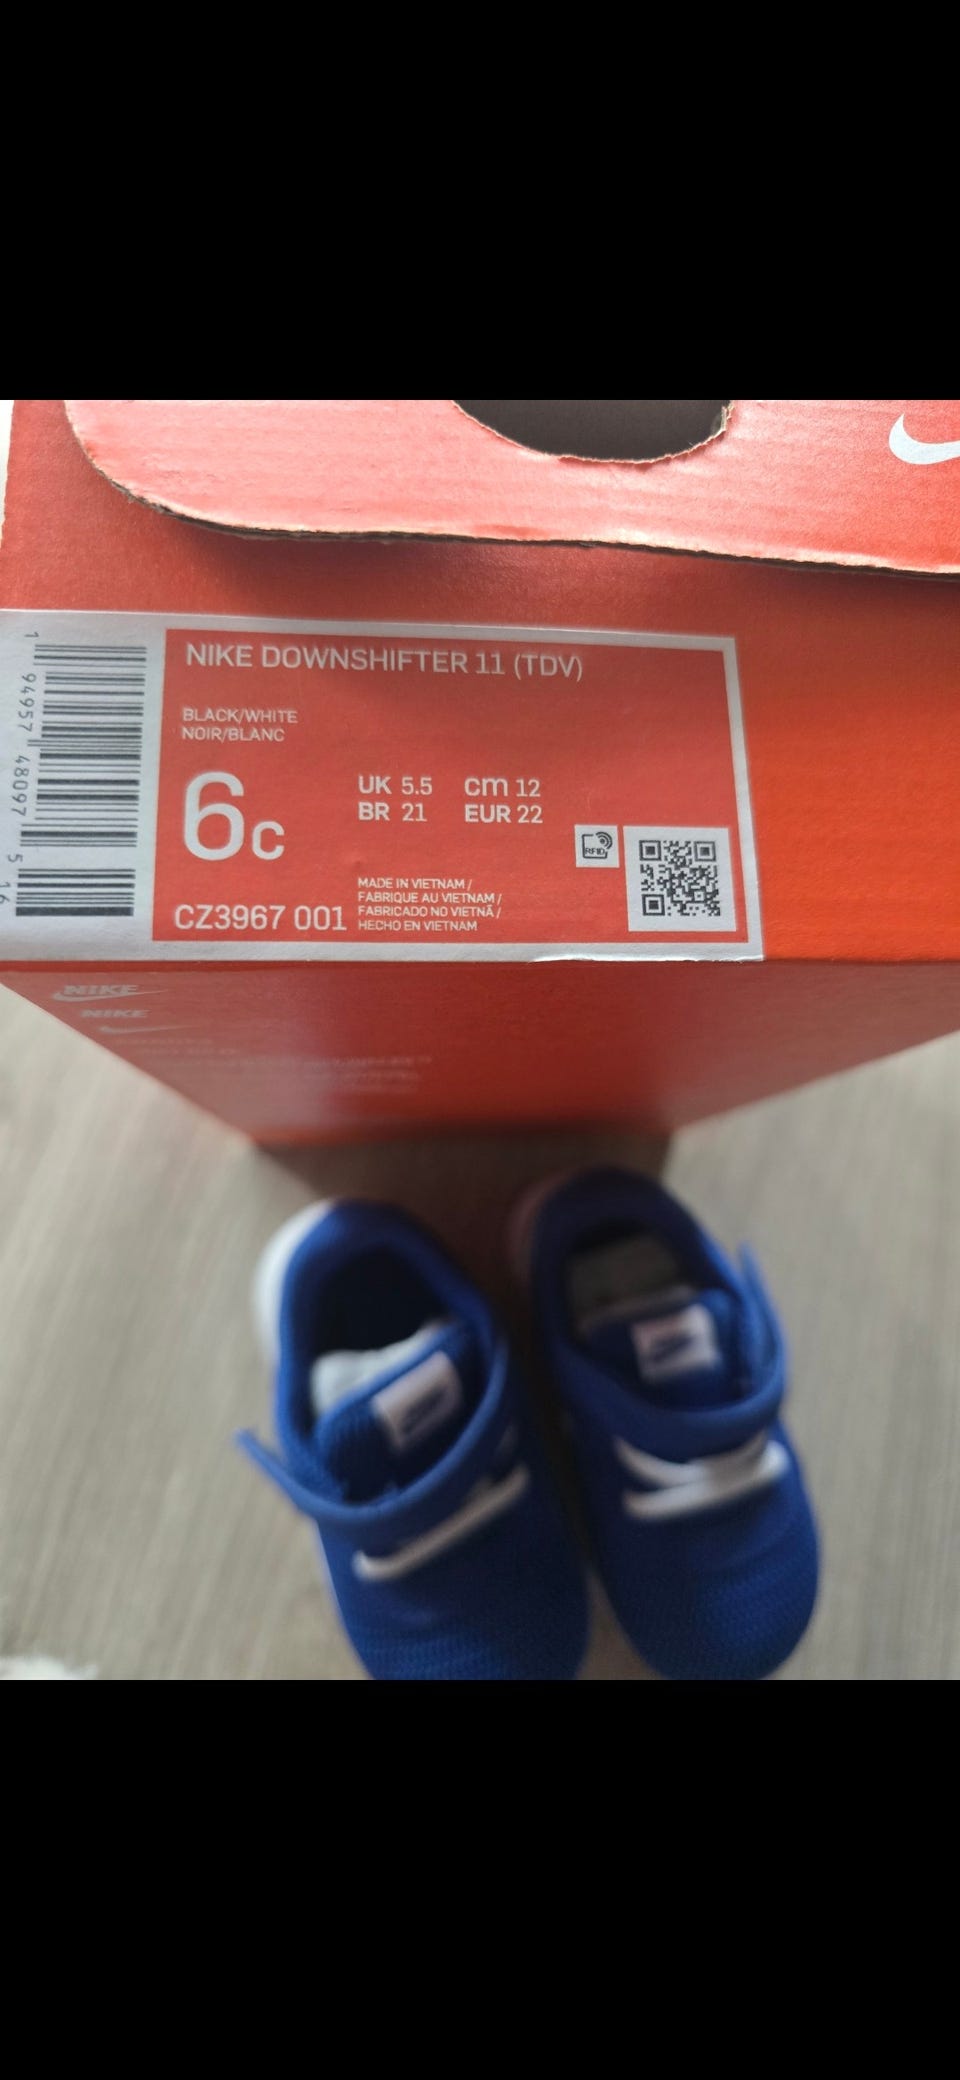 NIKE DOWNSHIFTER 11 (TDV)
BLACK/WHITE
NOIR/BLANC
6C
UK 5.5 cm 12
BR 21 EUR 22
RFID
MADE IN VIETNAM /
FABRIQUE AU VIETNAM /
FABRICADO NO VIETNÃ /
HECHO EN VIETNAM
CZ3967 001
1 94957 48097 5 16
NIKE
NIKE